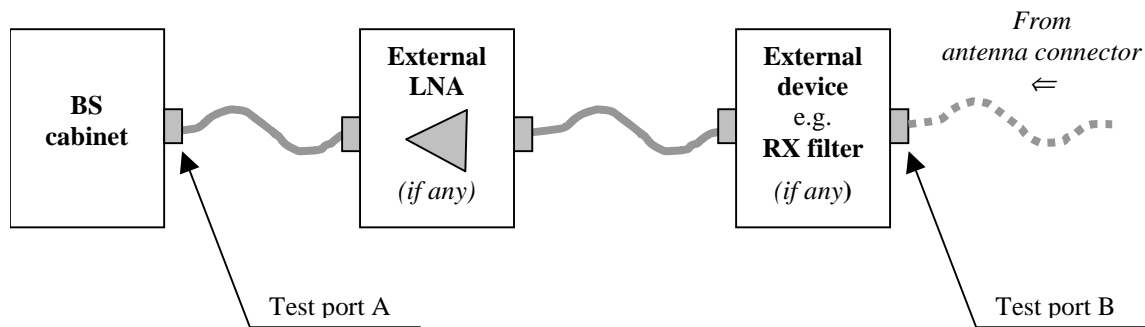 BS
cabinet
External
LNA
(if any)
External
device
e.g.
RX filter
(if any)
From
antenna connector
⇐
Test port A
Test port B